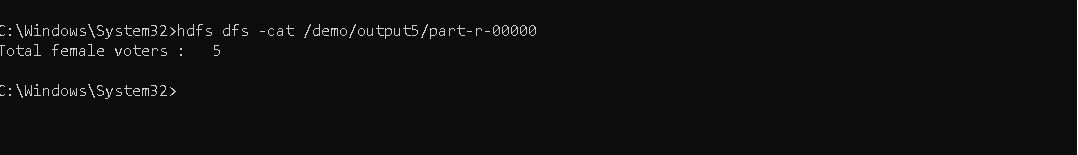 C:\Windows\System32>hdfs dfs -cat /demo/output5/part-r-00000
Total female voters :   5
C:\Windows\System32>